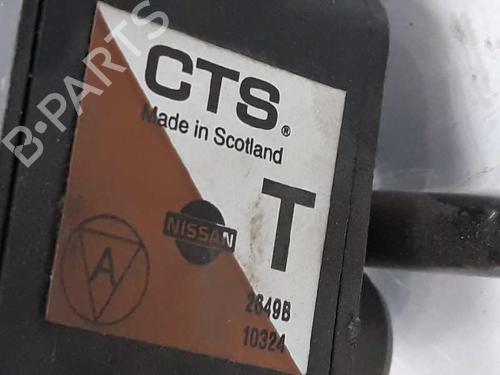 B-PARTS
CTS®
Made in Scotland
T
NISSAN
A
2649B
10324